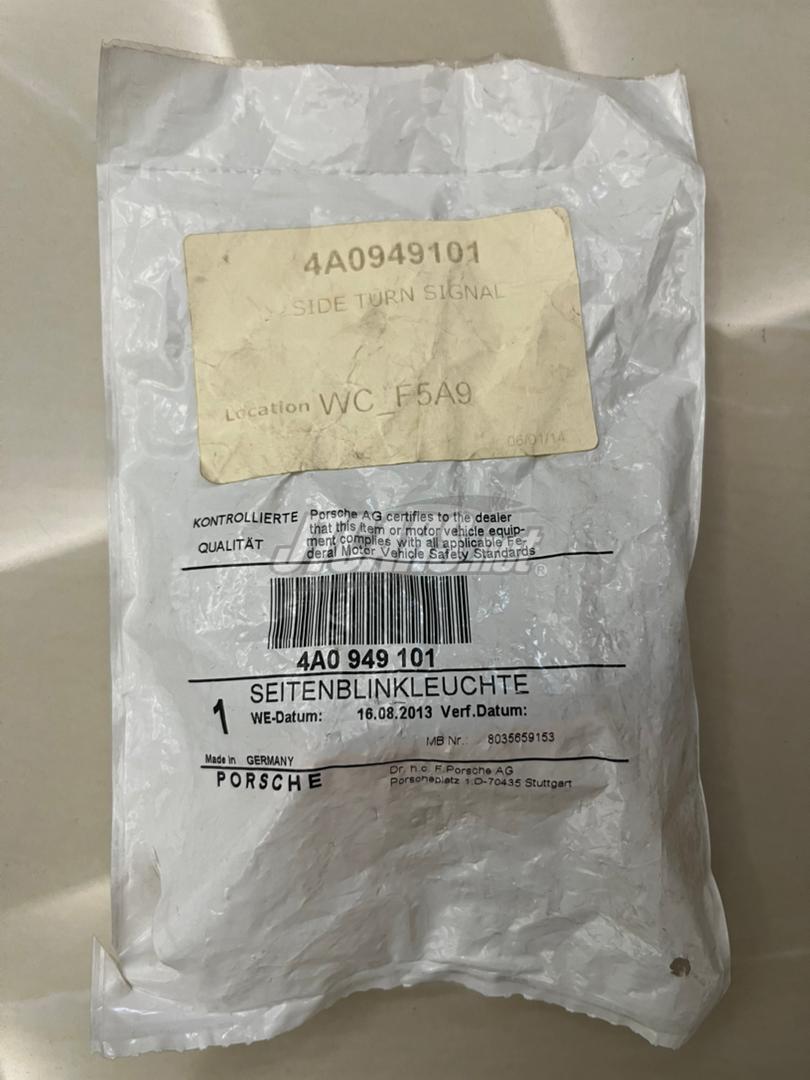 4A0949101
SIDE TURN SIGNAL
Location WC_F5A9
06/01/14
KONTROLLIERTE
QUALITÄT
Porsche AG certifies to the dealer
that this item or motor vehicle equip-
ment complies with all applicable Fe-
deral Motor Vehicle Safety Standards
4A0 949 101
1 SEITENBLINKLEUCHTE
WE-Datum: 16.08.2013 Verf.Datum:
MB Nr.: 8035659153
Made in GERMANY
PORSCHE
Dr. h.c. F.Porsche AG
Porscheplatz 1.D-70435 Stuttgart